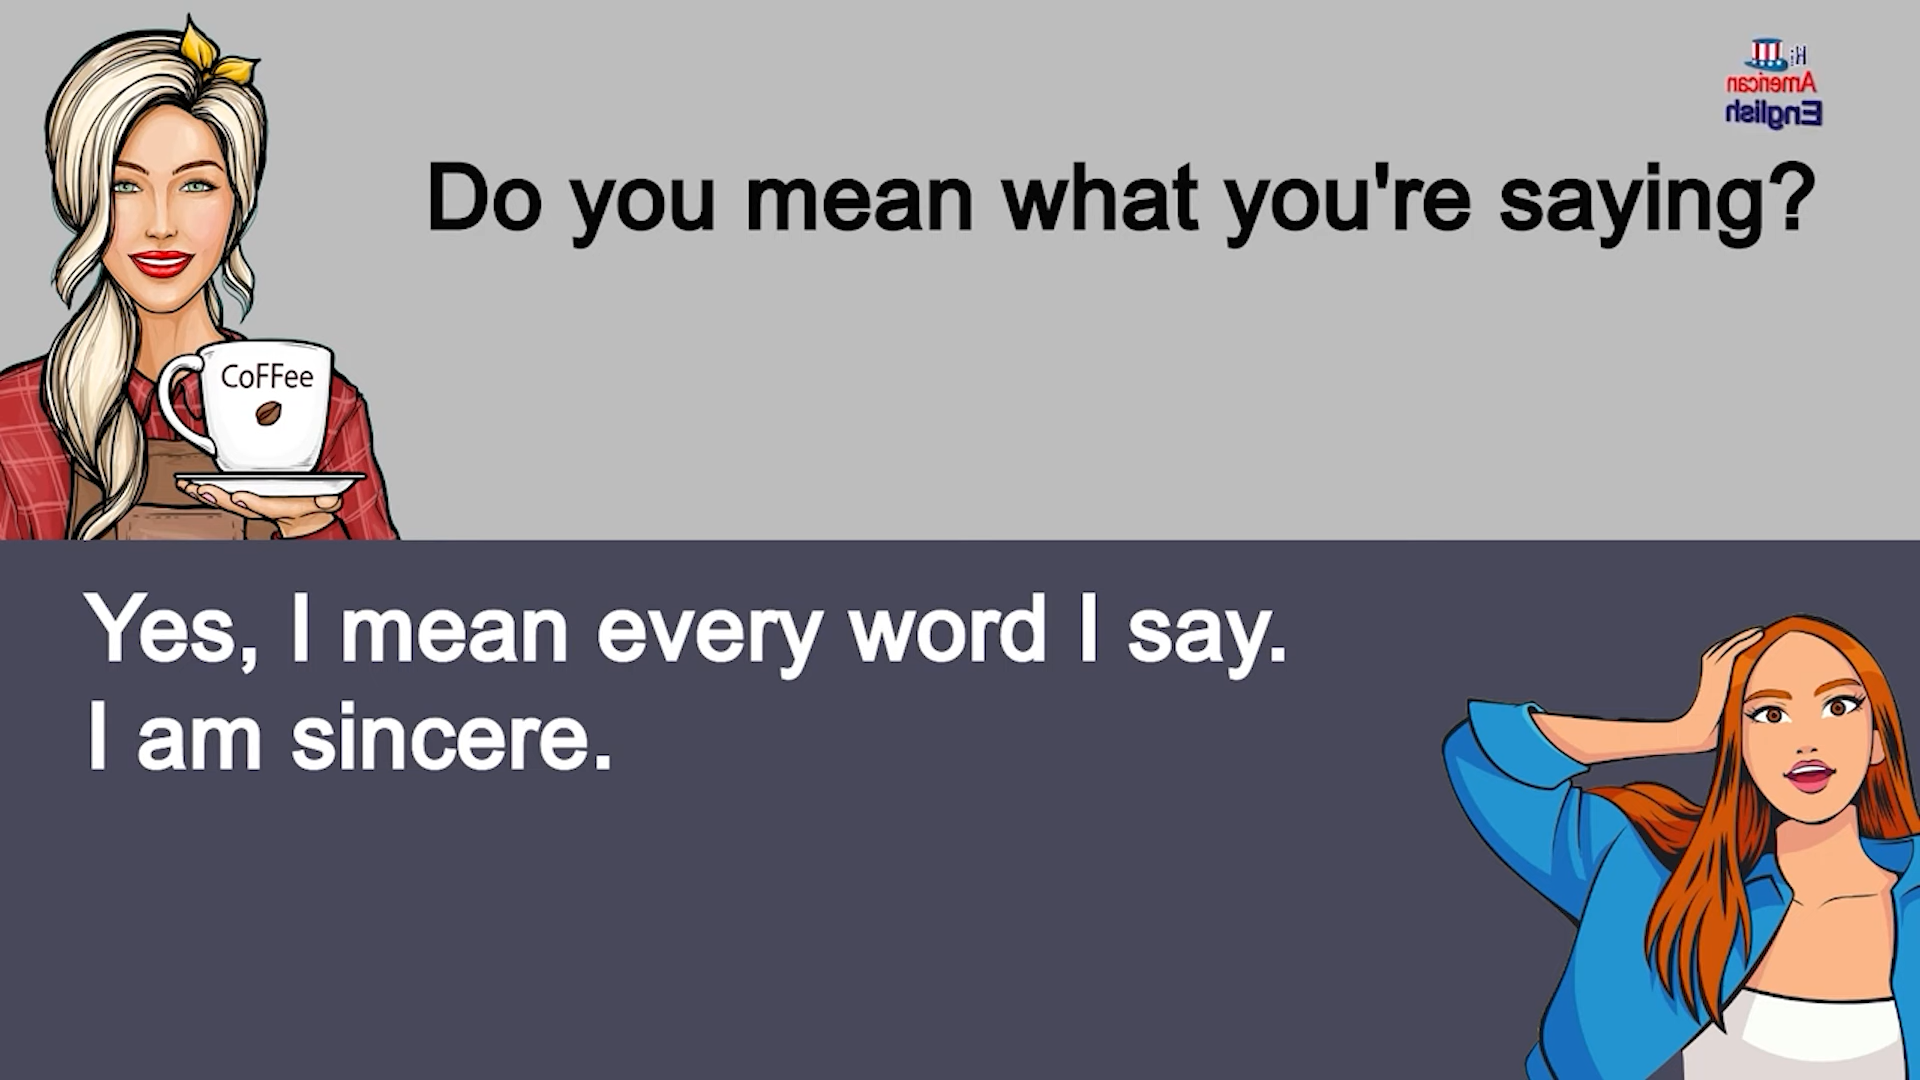 Hi
American
English
Do you mean what you're saying?
CoFFee
Yes, I mean every word I say.
I am sincere.